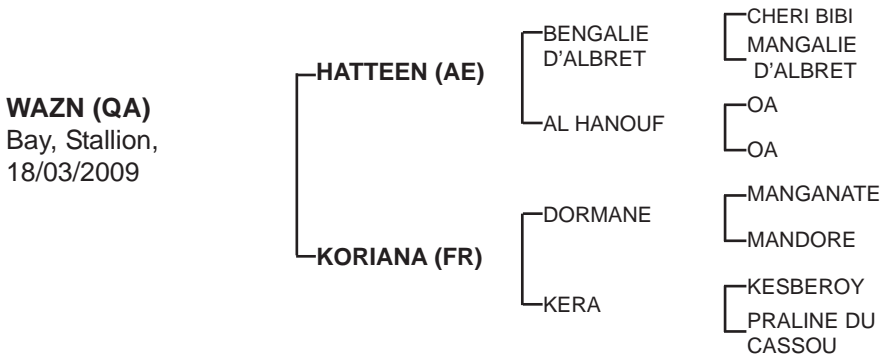 WAZN (QA)
Bay, Stallion,
18/03/2009
HATTEEN (AE)
KORIANA (FR)
BENGALIE
D'ALBRET
AL HANOUF
DORMANE
KERA
CHERI BIBI
MANGALIE
D'ALBRET
OA
OA
MANGANATE
MANDORE
KESBEROY
PRALINE DU
CASSOU